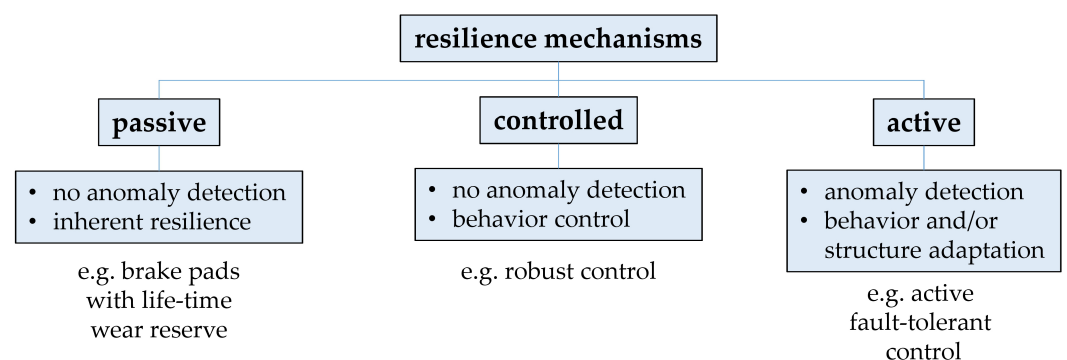 resilience mechanisms
passive
controlled
active
• no anomaly detection
• inherent resilience
• no anomaly detection
• behavior control
• anomaly detection
• behavior and/or
structure adaptation
e.g. brake pads
with life-time
wear reserve
e.g. robust control
e.g. active
fault-tolerant
control